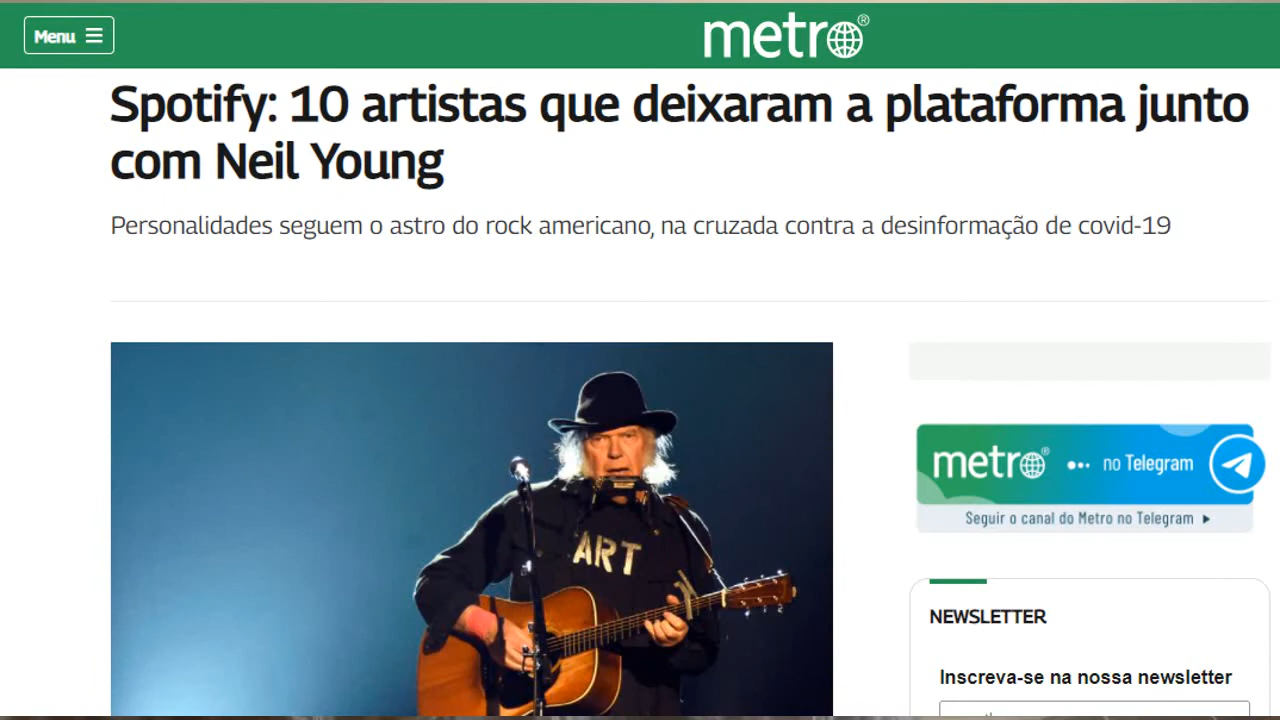 Menu
metro®
Spotify: 10 artistas que deixaram a plataforma junto
com Neil Young
Personalidades seguem o astro do rock americano, na cruzada contra a desinformação de covid-19
ART
metro®
no Telegram
Seguir o canal do Metro no Telegram
NEWSLETTER
Inscreva-se na nossa newsletter